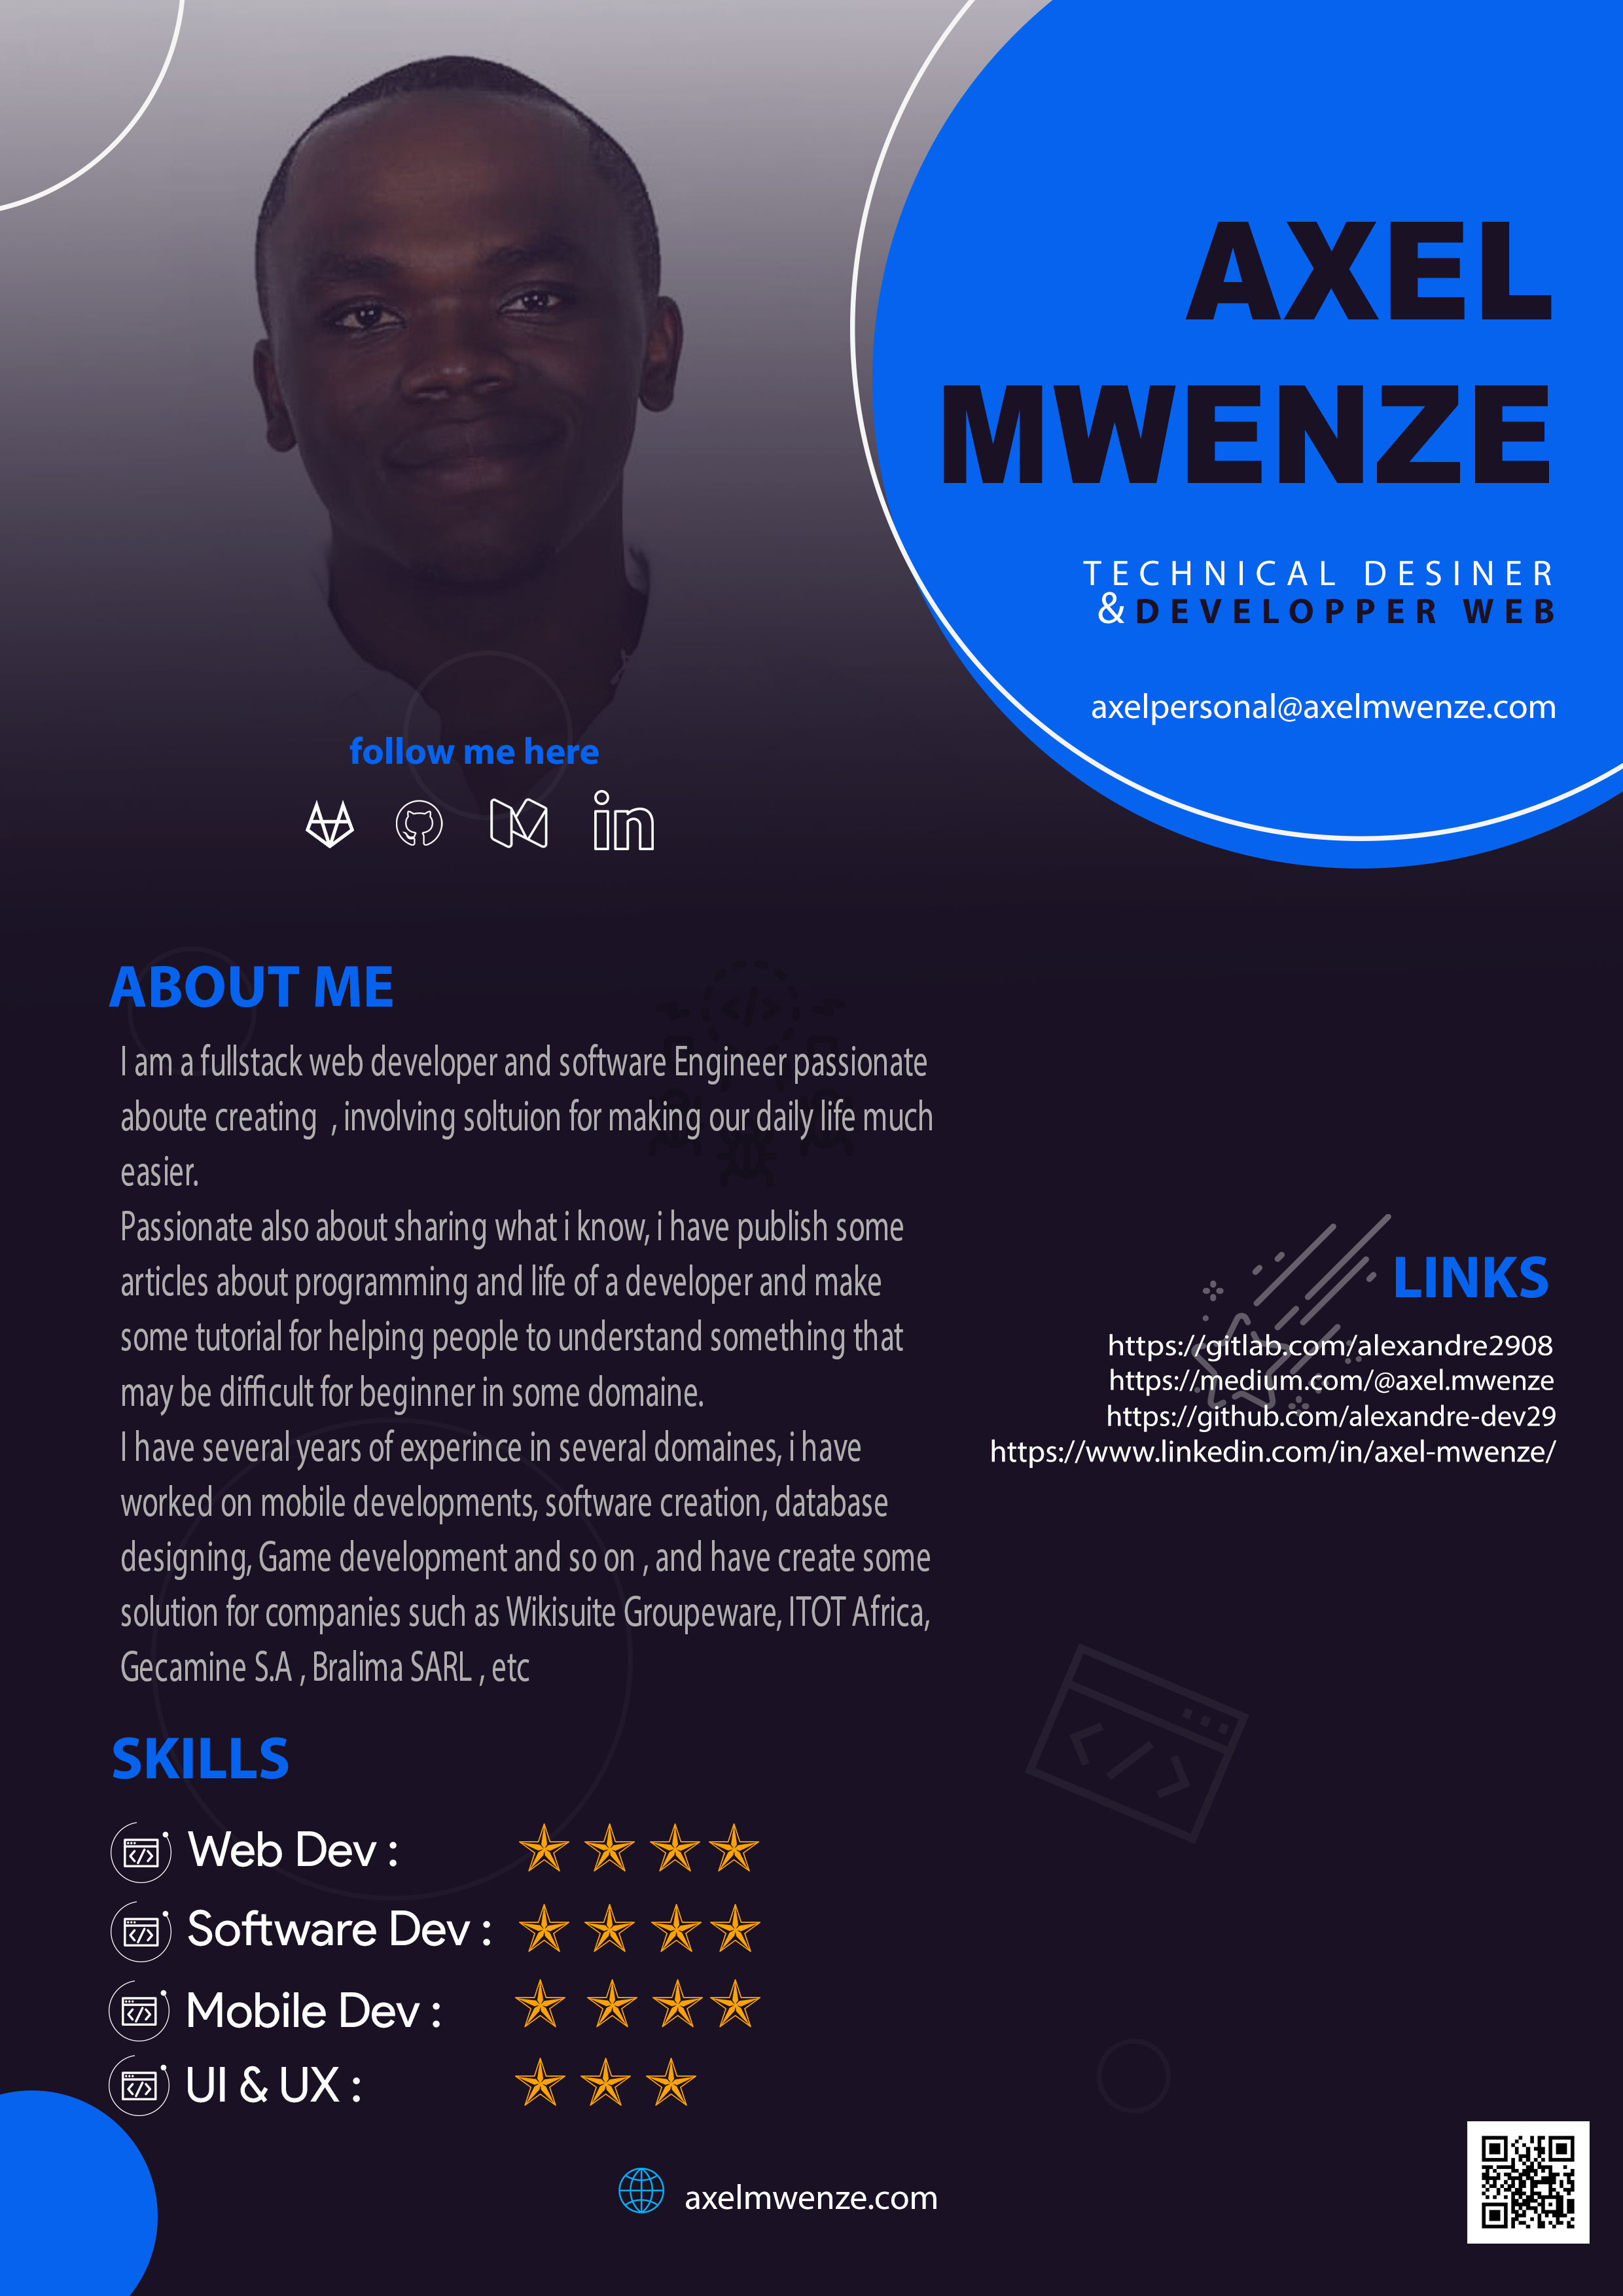 AXEL
MWENZE
TECHNICAL DESINER
& DEVELOPPER WEB
axelpersonal@axelmwenze.com
follow me here
in
ABOUT ME
I am a fullstack web developer and software Engineer passionate
aboute creating , involving soltuion for making our daily life much
easier.
Passionate also about sharing what i know, i have publish some
articles about programming and life of a developer and make
some tutorial for helping people to understand something that
may be difficult for beginner in some domaine.
I have several years of experince in several domaines, i have
worked on mobile developments, software creation, database
designing, Game development and so on , and have create some
solution for companies such as Wikisuite Groupeware, ITOT Africa,
Gecamine S.A , Bralima SARL , etc
LINKS
https://gitlab.com/alexandre2908
https://medium.com/@axel.mwenze
https://github.com/alexandre-dev29
https://www.linkedin.com/in/axel-mwenze/
SKILLS
Web Dev :
Software Dev :
Mobile Dev :
UI & UX :
axelmwenze.com